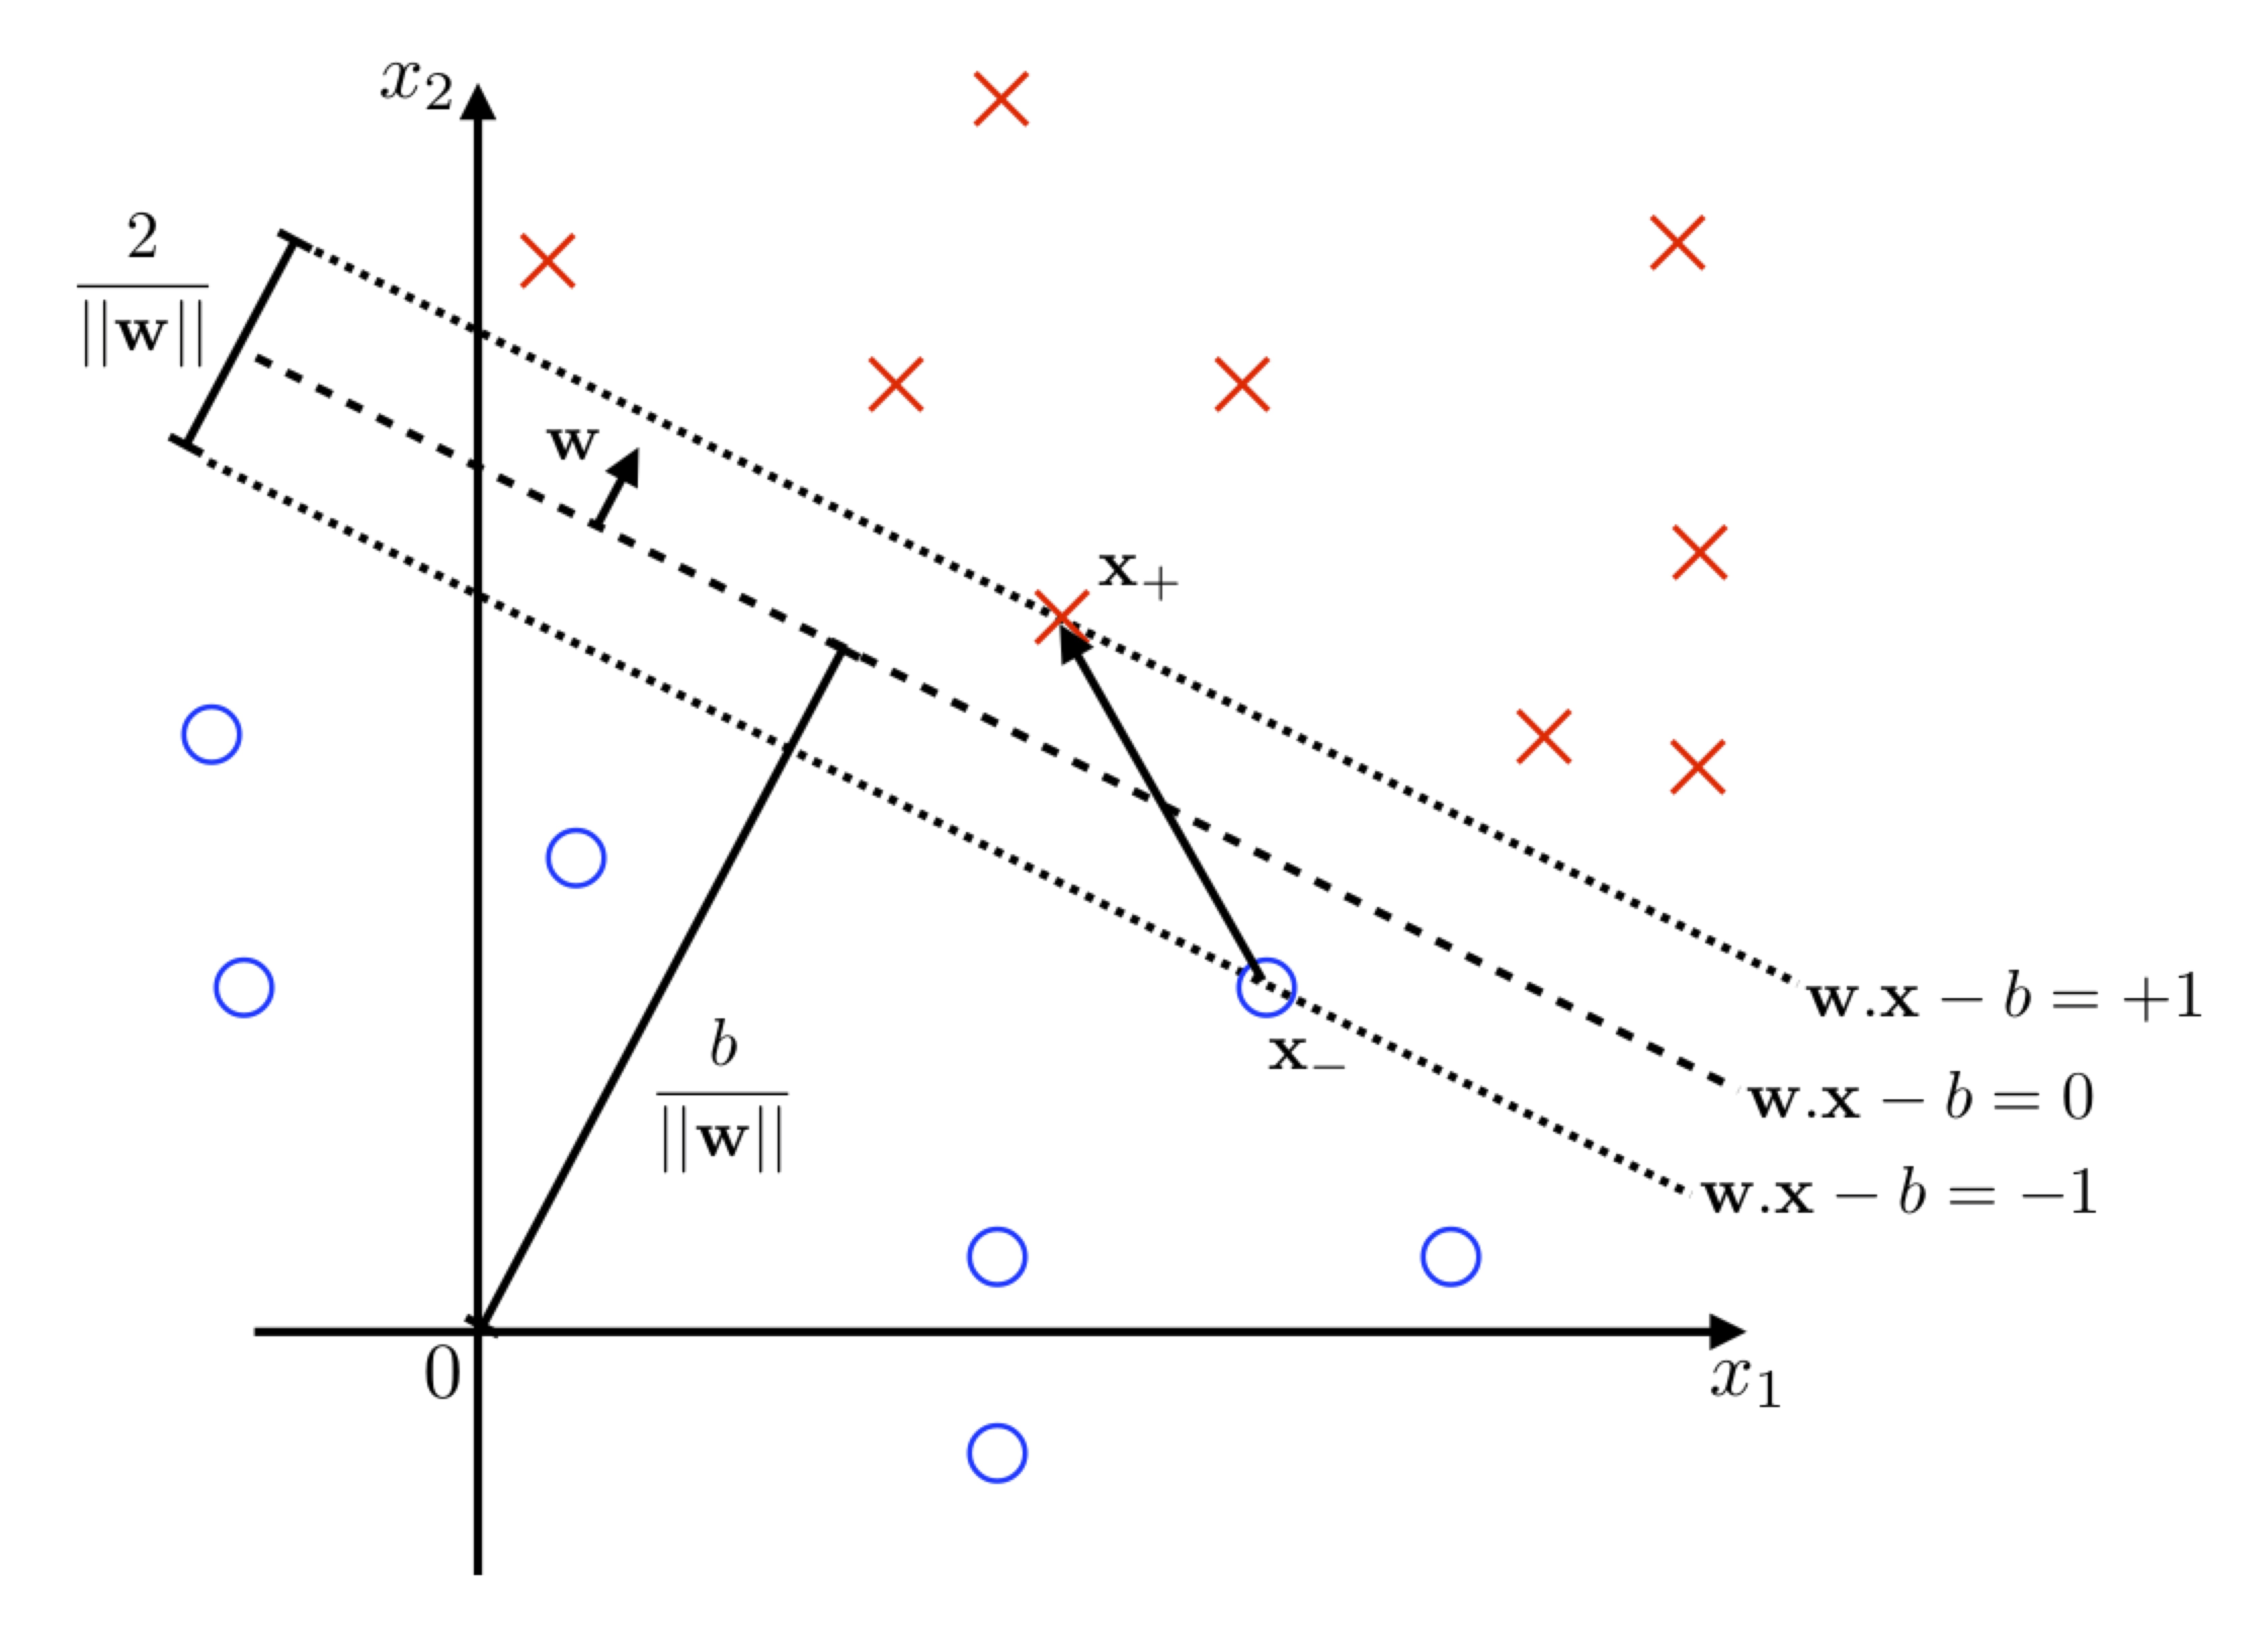 x₂
2
||w||
w
x₊
w.x − b = +1
x₋
b
||w||
w.x − b = 0
w.x − b = −1
0
x₁